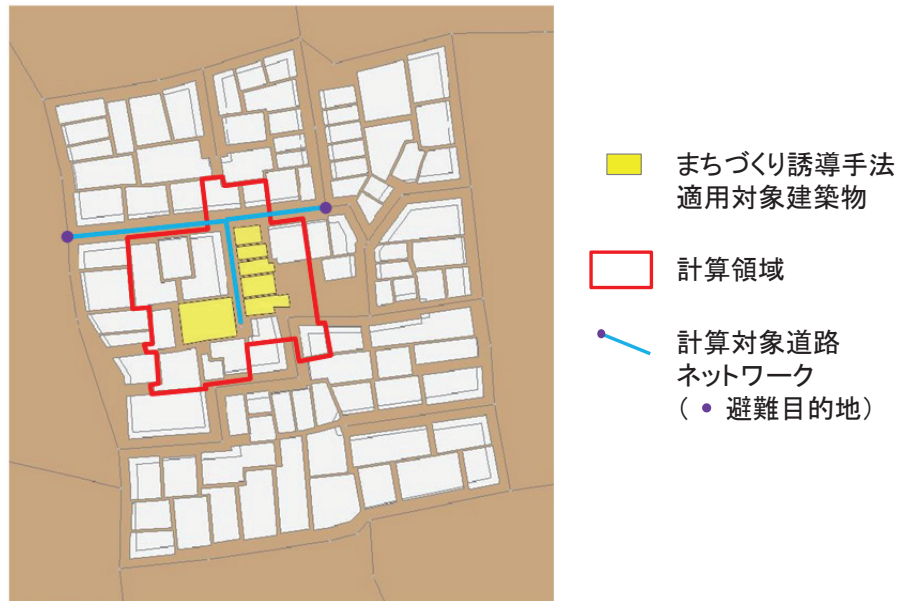 まちづくり誘導手法
適用対象建築物
計算領域
計算対象道路
ネットワーク
( • 避難目的地)